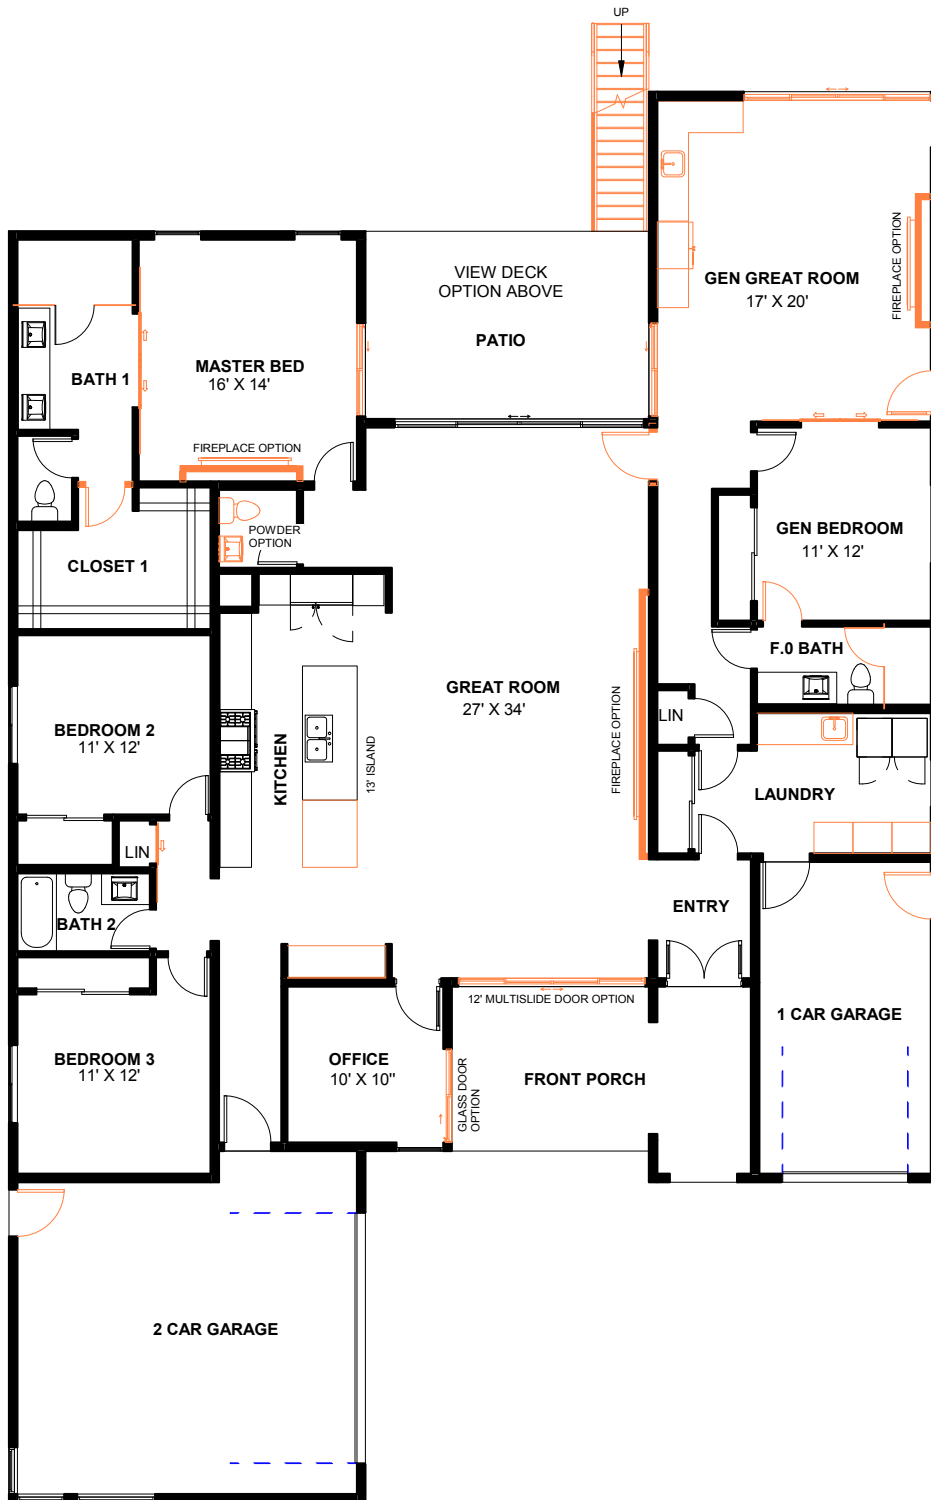 UP
VIEW DECK
OPTION ABOVE
PATIO
GEN GREAT ROOM
17' X 20'
FIREPLACE OPTION
MASTER BED
16' X 14'
BATH 1
FIREPLACE OPTION
POWDER
OPTION
CLOSET 1
GEN BEDROOM
11' X 12'
F.0 BATH
GREAT ROOM
27' X 34'
FIREPLACE OPTION
LIN
BEDROOM 2
11' X 12'
KITCHEN
13' ISLAND
LAUNDRY
LIN
BATH 2
ENTRY
12' MULTISLIDE DOOR OPTION
1 CAR GARAGE
BEDROOM 3
11' X 12'
OFFICE
10' X 10"
GLASS DOOR
OPTION
FRONT PORCH
2 CAR GARAGE